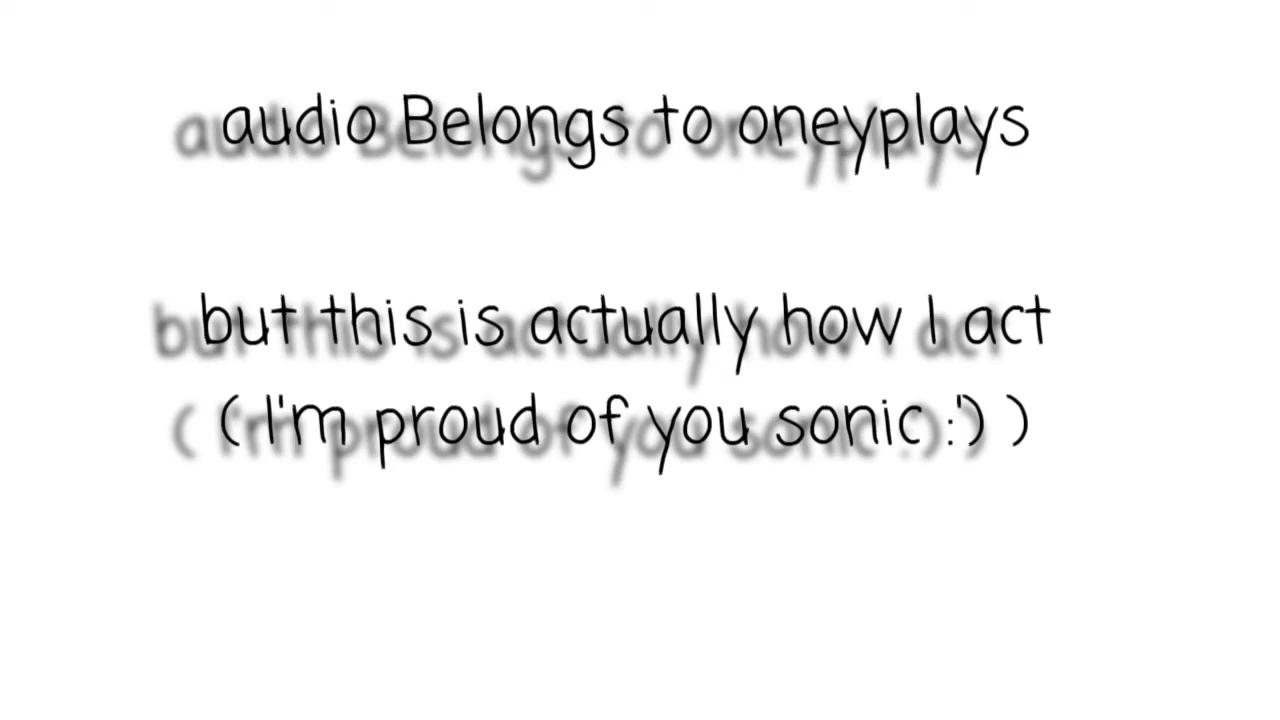 audio Belongs to oneyplays
but this is actually how I act
( I'm proud of you sonic :') )